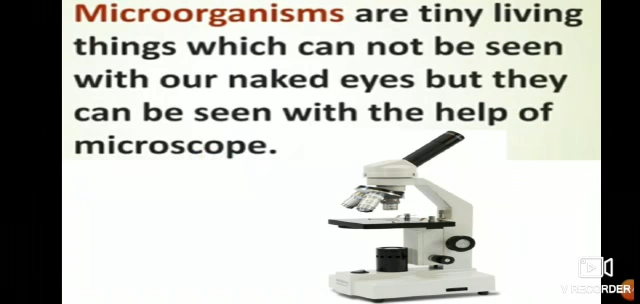 Microorganisms are tiny living
things which can not be seen
with our naked eyes but they
can be seen with the help of
microscope.
V RECORDER